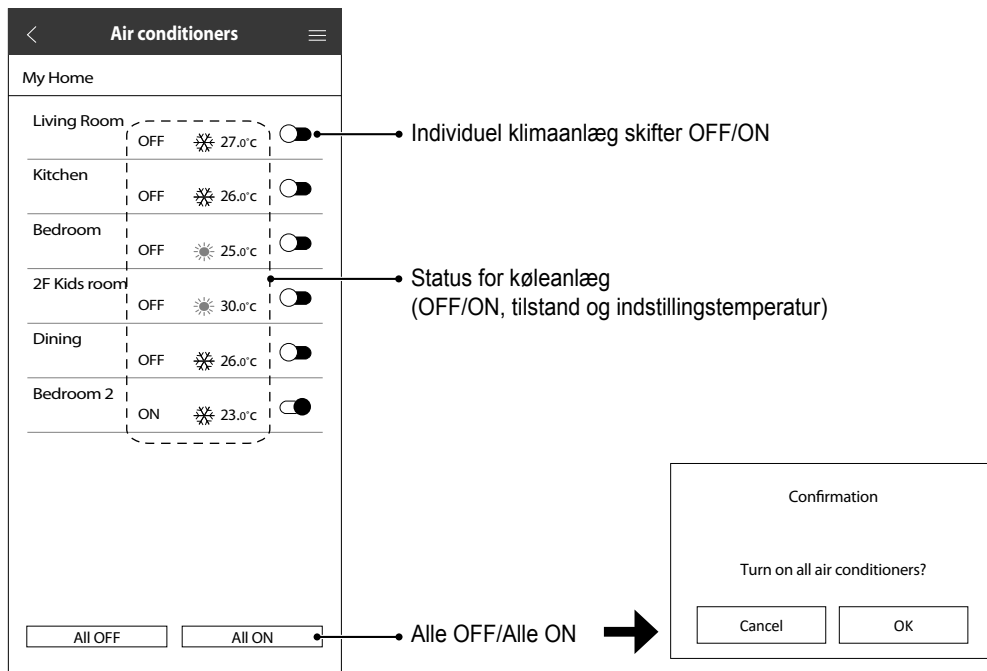 Air conditioners
My Home
Living Room
OFF 27.0°C
Individuel klimaanlæg skifter OFF/ON
Kitchen
OFF 26.0°C
Bedroom
OFF 25.0°C
2F Kids room
OFF 30.0°C
Status for køleanlæg
(OFF/ON, tilstand og indstillingstemperatur)
Dining
OFF 26.0°C
Bedroom 2
ON 23.0°C
All OFF
All ON
Alle OFF/Alle ON
Confirmation
Turn on all air conditioners?
Cancel
OK